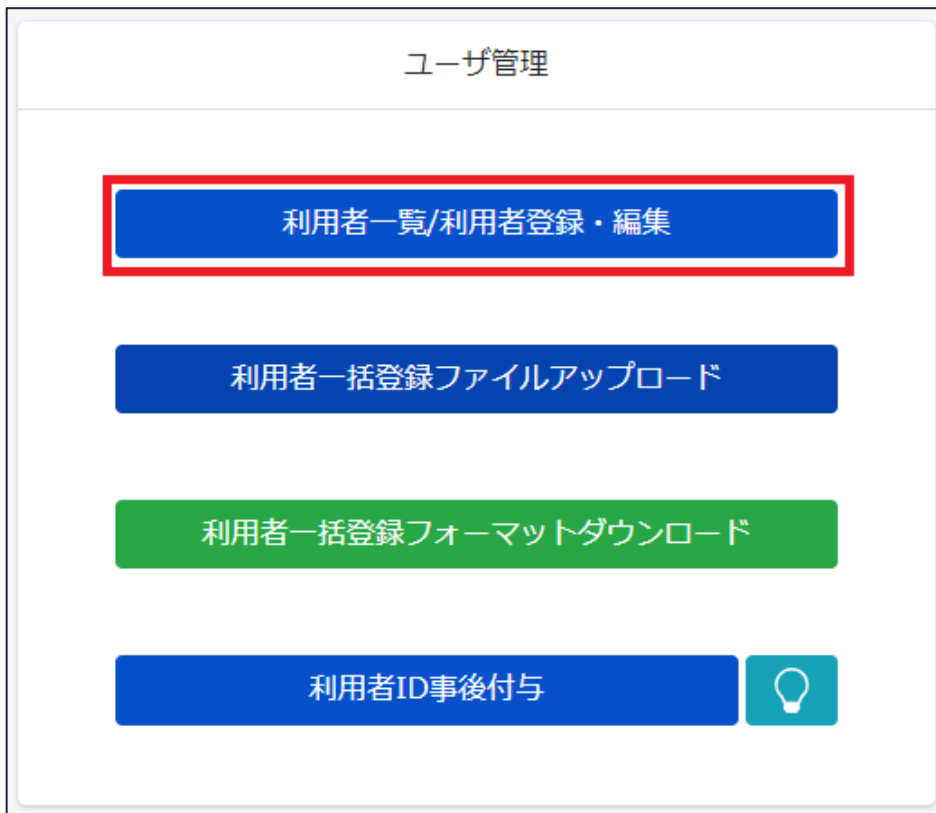 ユーザ管理
利用者一覧/利用者登録・編集
利用者一括登録ファイルアップロード
利用者一括登録フォーマットダウンロード
利用者ID事後付与